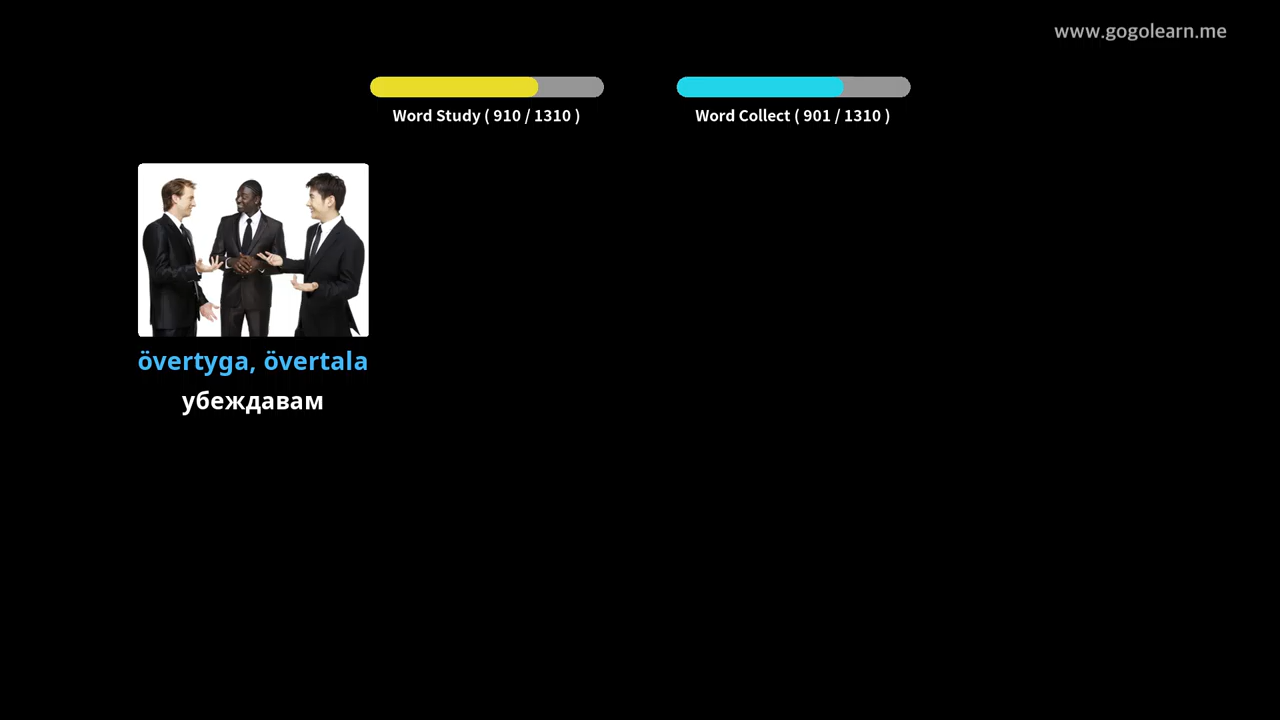 www.gogolearn.me
Word Study ( 910 / 1310 )
Word Collect ( 901 / 1310 )
övertyga, övertala
убеждавам